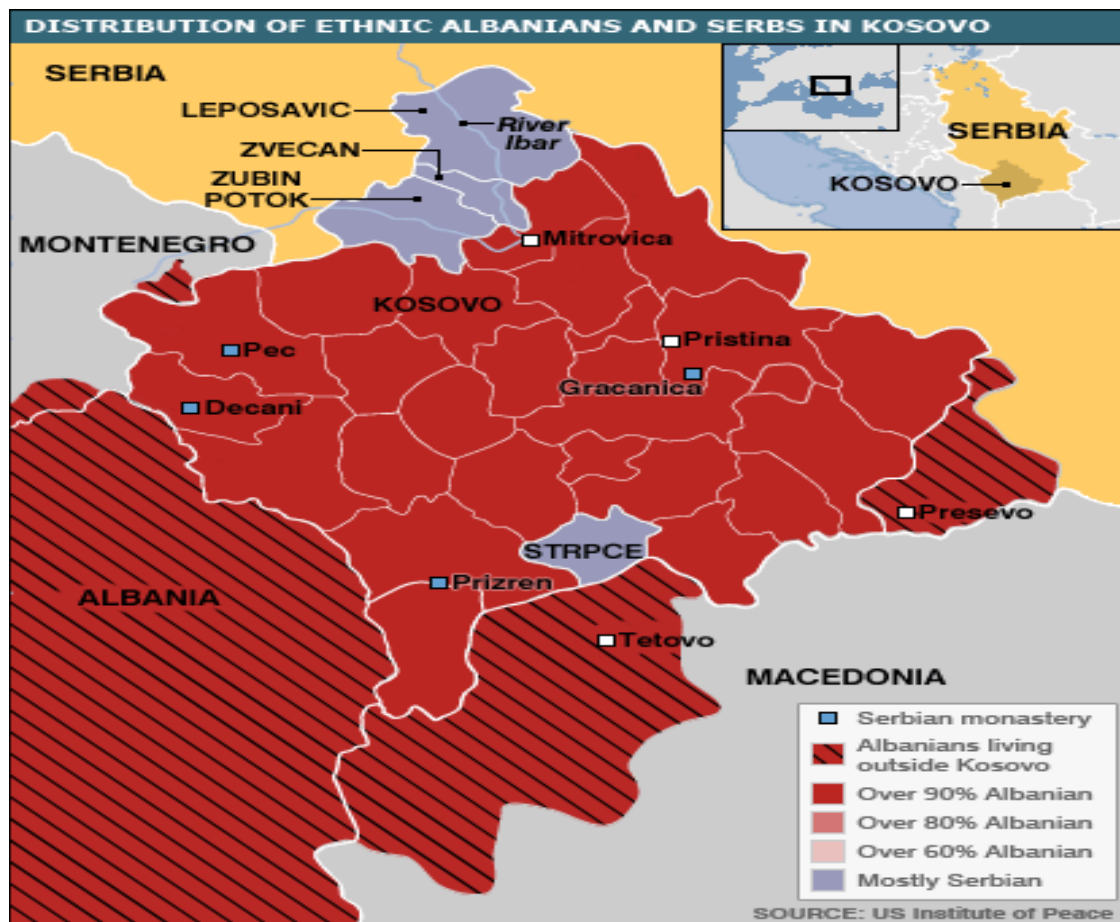 DISTRIBUTION OF ETHNIC ALBANIANS AND SERBS IN KOSOVO
SERBIA
LEPOSAVIC
River
Ibar
ZVECAN
ZUBIN
POTOK
SERBIA
KOSOVO
MONTENEGRO
Mitrovica
KOSOVO
Pec
Pristina
Gracanica
Decani
Presevo
STRPCE
Prizren
ALBANIA
Tetovo
MACEDONIA
Serbian monastery
Albanians living
outside Kosovo
Over 90% Albanian
Over 80% Albanian
Over 60% Albanian
Mostly Serbian
SOURCE: US Institute of Peace